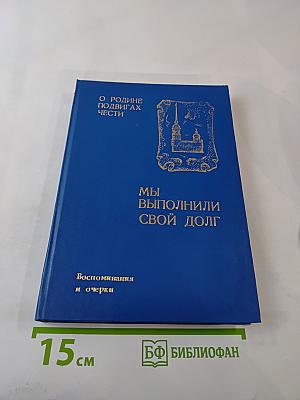 О РОДИНЕ
ПОДВИГАХ
ЧЕСТИ
МЫ
ВЫПОЛНИЛИ
СВОЙ ДОЛГ
Воспоминания
и очерки
15 см
БФ БИБЛИОФАН